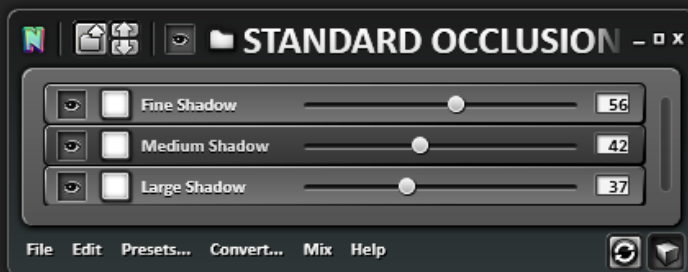 STANDARD OCCLUSION
Fine Shadow 56
Medium Shadow 42
Large Shadow 37
File Edit Presets... Convert... Mix Help